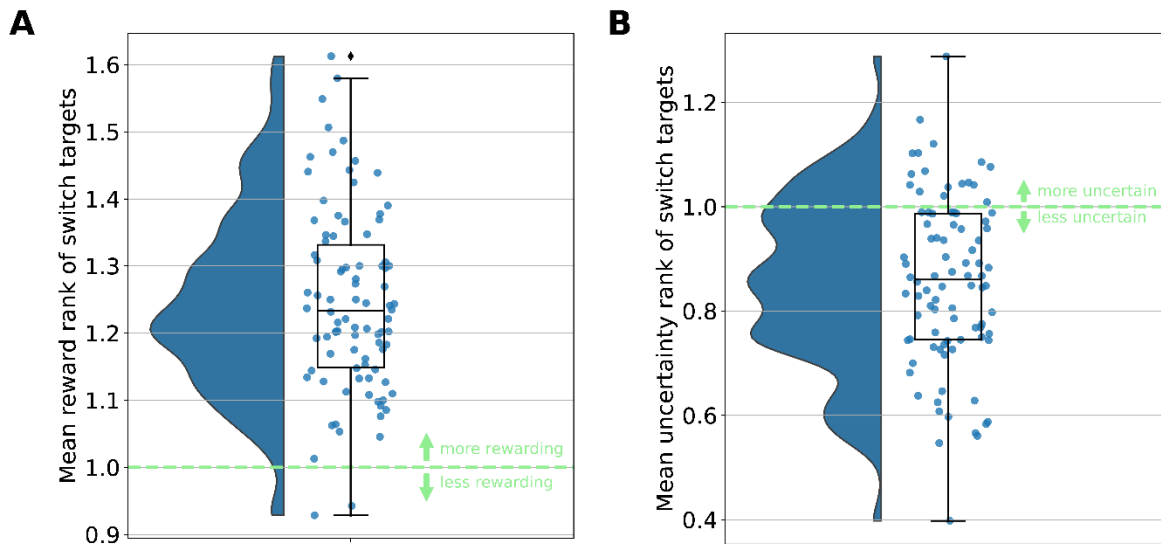 A
Mean reward rank of switch targets
1.6
1.5
1.4
1.3
1.2
1.1
1.0
0.9
more rewarding
less rewarding
B
Mean uncertainty rank of switch targets
1.2
1.0
0.8
0.6
0.4
more uncertain
less uncertain